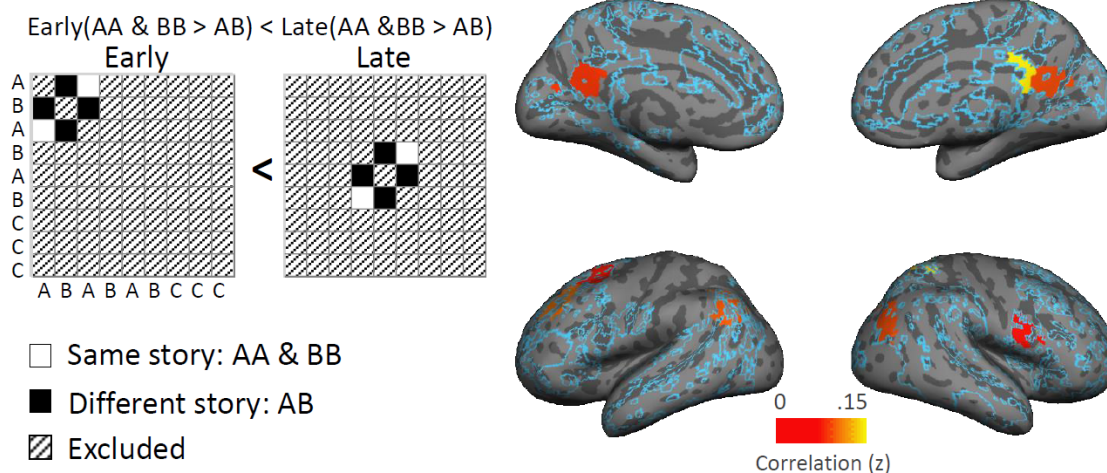 Early(AA & BB > AB) < Late(AA &BB > AB)
Early Late
A
B
A
B
A
B
C
C
C
<
A B A B A B C C C
Same story: AA & BB
Different story: AB
Excluded
0 .15
Correlation (z)